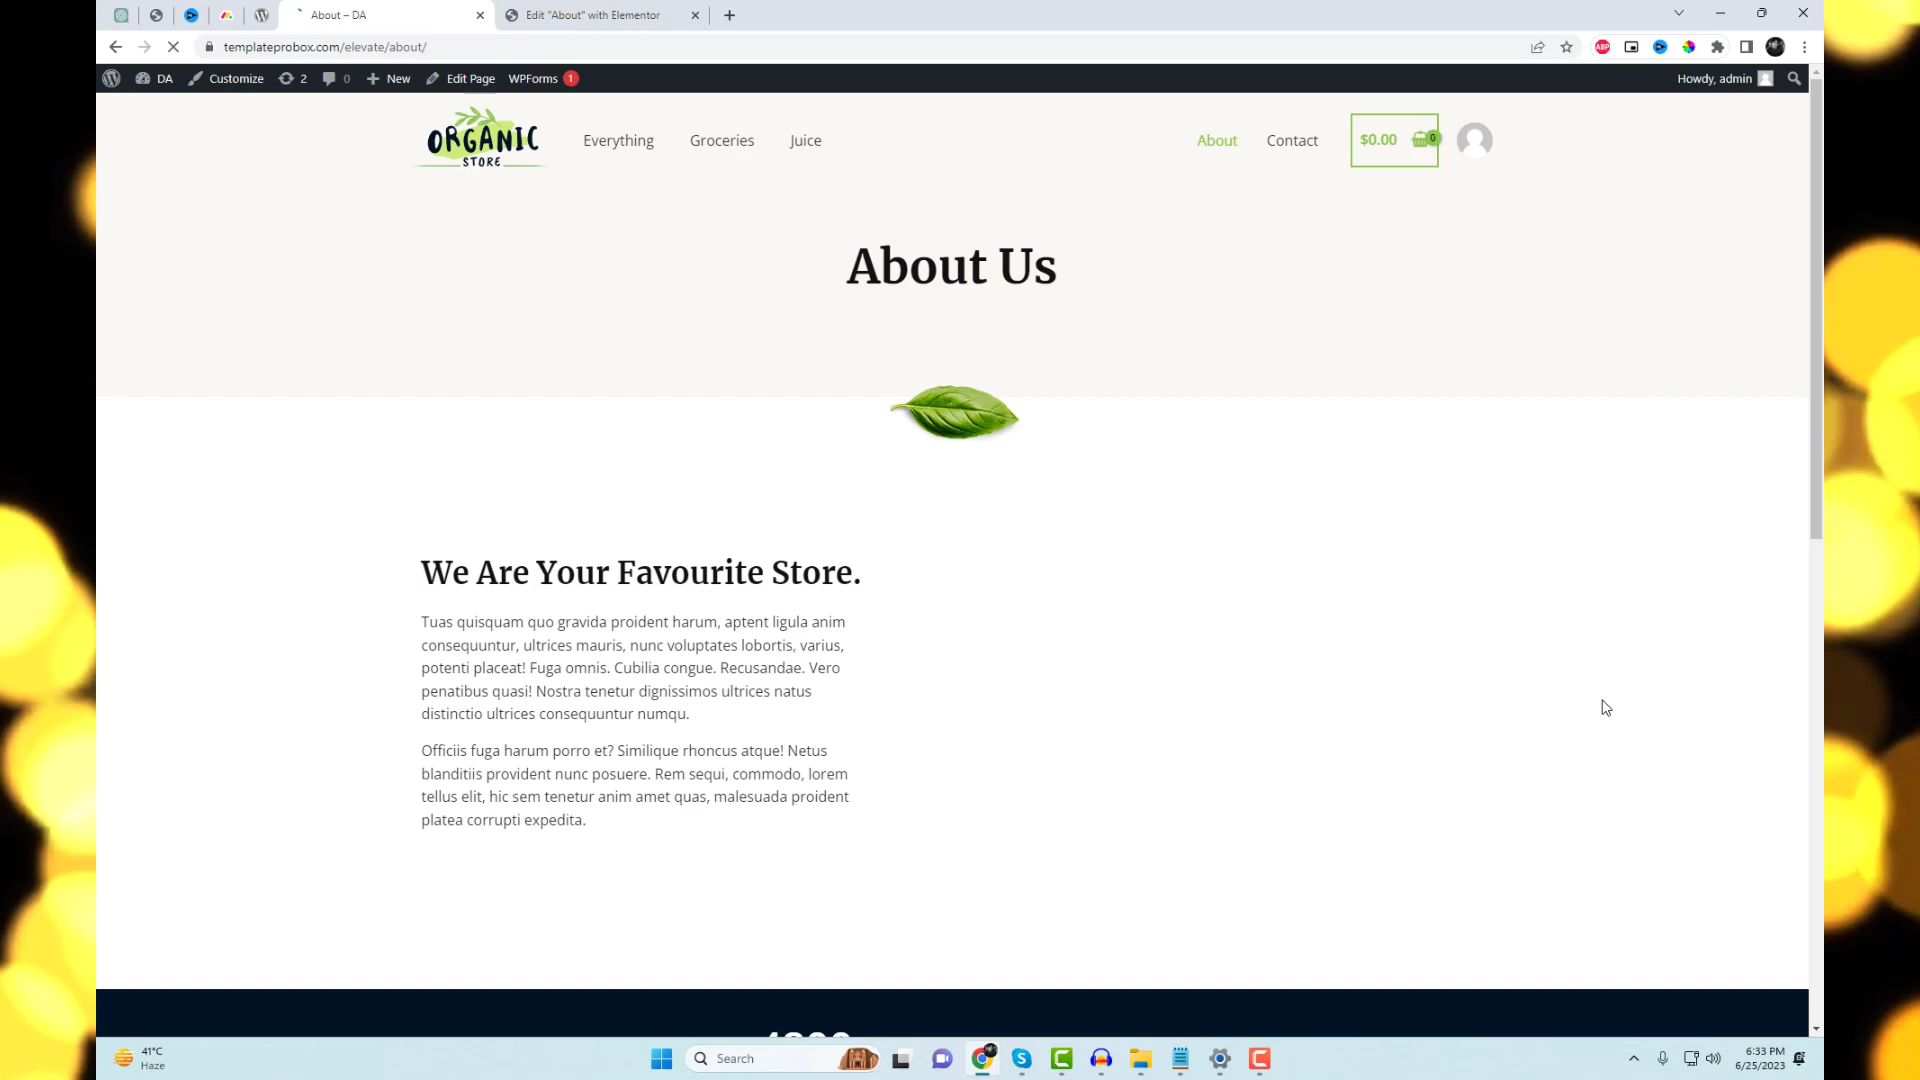 About – DA
Edit "About" with Elementor
templateprobox.com/elevate/about/
ABP
DA
Customize
2
0
New
Edit Page
WPForms 1
Howdy, admin
ORGANIC
STORE
Everything
Groceries
Juice
About
Contact
$0.00
0
About Us
We Are Your Favourite Store.
Tuas quisquam quo gravida proident harum, aptent ligula anim
consequuntur, ultrices mauris, nunc voluptates lobortis, varius,
potenti placeat! Fuga omnis. Cubilia congue. Recusandae. Vero
penatibus quasi! Nostra tenetur dignissimos ultrices natus
distinctio ultrices consequuntur numqu.
Officiis fuga harum porro et? Similique rhoncus atque! Netus
blanditiis provident nunc posuere. Rem sequi, commodo, lorem
tellus elit, hic sem tenetur anim amet quas, malesuada proident
platea corrupti expedita.
41°C
Haze
Search
6:33 PM
6/25/2023